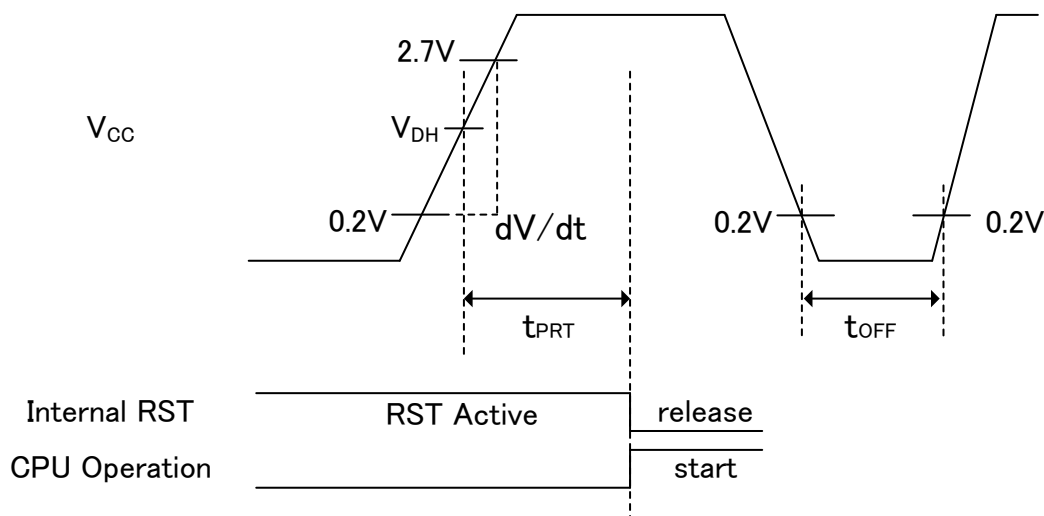 2.7V
VCC
VDH
0.2V
dV/dt
0.2V
0.2V
tPRT
tOFF
Internal RST
RST Active
release
CPU Operation
start